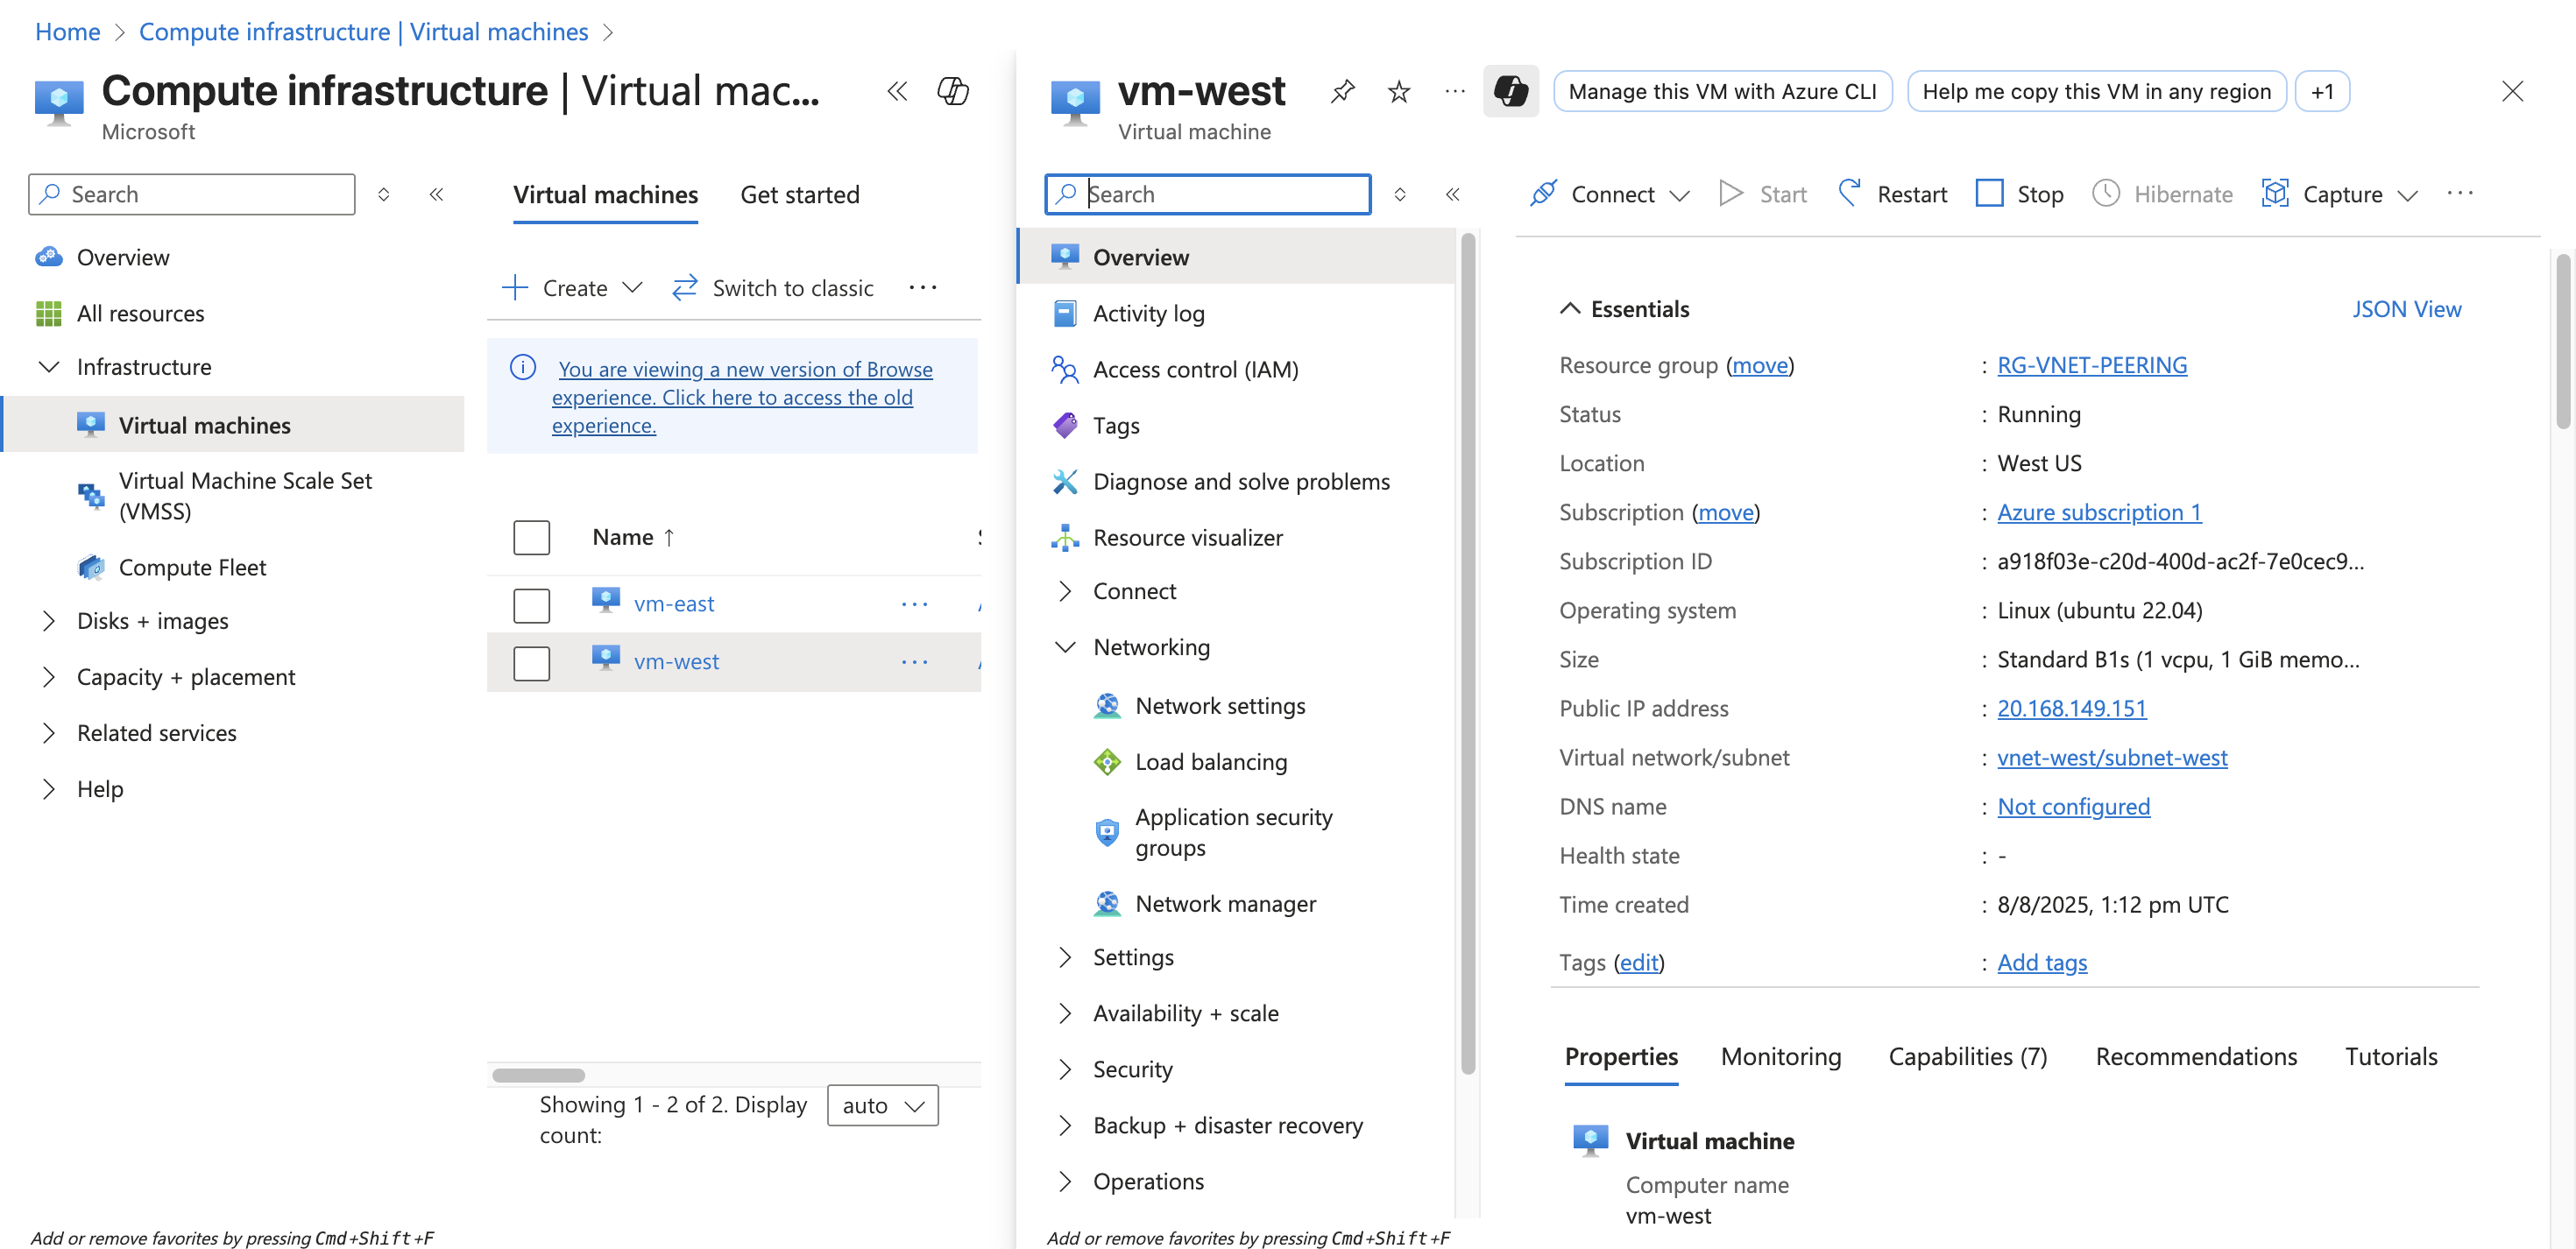 Home > Compute infrastructure | Virtual machines >
Compute infrastructure | Virtual mac...
Microsoft
Search
Overview
All resources
Infrastructure
Virtual machines
Virtual Machine Scale Set
(VMSS)
Compute Fleet
Disks + images
Capacity + placement
Related services
Help
Add or remove favorites by pressing Cmd+Shift+F
Virtual machines
Get started
Create
Switch to classic
...
You are viewing a new version of Browse
experience. Click here to access the old
experience.
Name ↑
vm-east ...
vm-west ...
Showing 1 - 2 of 2. Display
count:
auto
vm-west
Virtual machine
...
Manage this VM with Azure CLI
Help me copy this VM in any region
+1
Search
Overview
Activity log
Access control (IAM)
Tags
Diagnose and solve problems
Resource visualizer
Connect
Networking
Network settings
Load balancing
Application security
groups
Network manager
Settings
Availability + scale
Security
Backup + disaster recovery
Operations
Add or remove favorites by pressing Cmd+Shift+F
Connect
Start
Restart
Stop
Hibernate
Capture
...
Essentials
JSON View
Resource group (move) : RG-VNET-PEERING
Status : Running
Location : West US
Subscription (move) : Azure subscription 1
Subscription ID : a918f03e-c20d-400d-ac2f-7e0cec9...
Operating system : Linux (ubuntu 22.04)
Size : Standard B1s (1 vcpu, 1 GiB memo...
Public IP address : 20.168.149.151
Virtual network/subnet : vnet-west/subnet-west
DNS name : Not configured
Health state : -
Time created : 8/8/2025, 1:12 pm UTC
Tags (edit) : Add tags
Properties
Monitoring
Capabilities (7)
Recommendations
Tutorials
Virtual machine
Computer name
vm-west